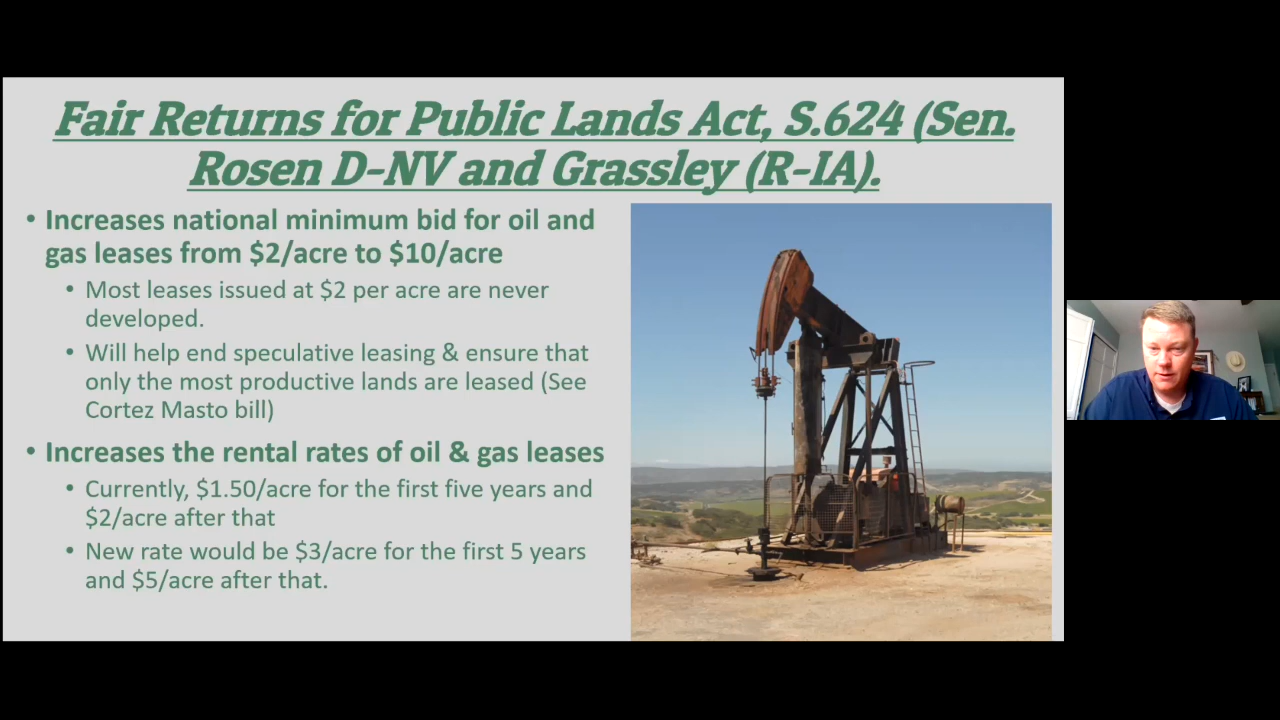 Fair Returns for Public Lands Act, S.624 (Sen.
Rosen D-NV and Grassley (R-IA).
• Increases national minimum bid for oil and
gas leases from $2/acre to $10/acre
• Most leases issued at $2 per acre are never
developed.
• Will help end speculative leasing & ensure that
only the most productive lands are leased (See
Cortez Masto bill)
• Increases the rental rates of oil & gas leases
• Currently, $1.50/acre for the first five years and
$2/acre after that
• New rate would be $3/acre for the first 5 years
and $5/acre after that.